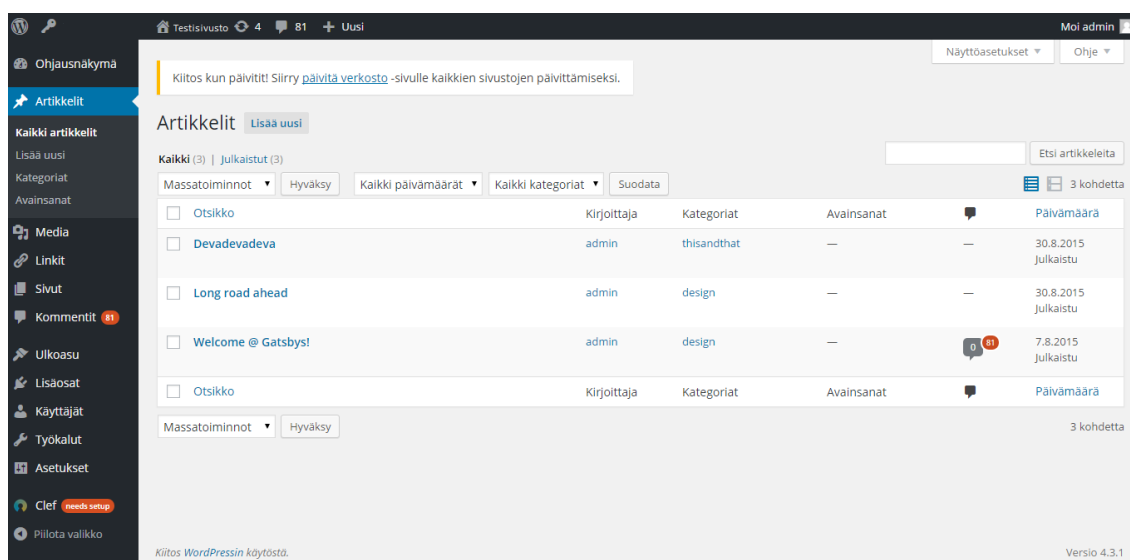 Testisivusto 4 81 + Uusi Moi admin
Näyttöasetukset ▼ Ohje ▼
Ohjausnäkymä
Artikkelit
Kaikki artikkelit
Lisää uusi
Kategoriat
Avainsanat
Media
Linkit
Sivut
Kommentit 81
Ulkoasu
Lisäosat
Käyttäjät
Työkalut
Asetukset
Clef needs setup
Piilota valikko
Kiitos kun päivitit! Siirry päivitä verkosto -sivulle kaikkien sivustojen päivittämiseksi.
Artikkelit Lisää uusi
Kaikki (3) | Julkaistut (3) Etsi artikkeleita
Massatoiminnot ▼ Hyväksy Kaikki päivämäärät ▼ Kaikki kategoriat ▼ Suodata 3 kohdetta
Otsikko Kirjoittaja Kategoriat Avainsanat Päivämäärä
Devadevadeva admin thisandthat — — 30.8.2015
Julkaistu
Long road ahead admin design — — 30.8.2015
Julkaistu
Welcome @ Gatsbys! admin design — 0 81 7.8.2015
Julkaistu
Otsikko Kirjoittaja Kategoriat Avainsanat Päivämäärä
Massatoiminnot ▼ Hyväksy 3 kohdetta
Kiitos WordPressin käytöstä. Versio 4.3.1